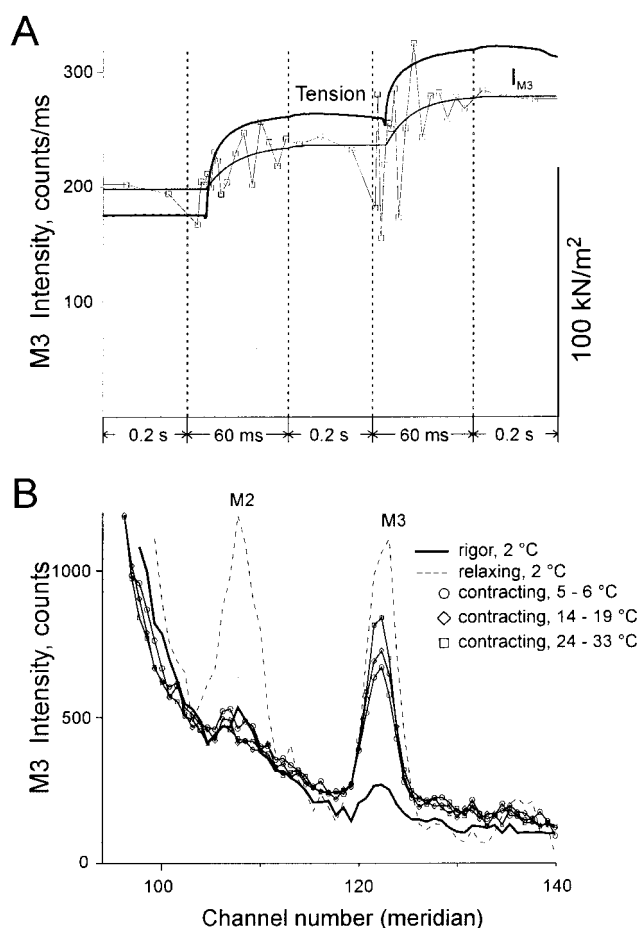 A
M3 Intensity, counts/ms
300
200
100
0
Tension
I_M3
100 kN/m²
0.2 s
60 ms
0.2 s
60 ms
0.2 s
B
M3 Intensity, counts
1000
500
0
M2
M3
rigor, 2 °C
relaxing, 2 °C
contracting, 5 - 6 °C
contracting, 14 - 19 °C
contracting, 24 - 33 °C
100
120
140
Channel number (meridian)